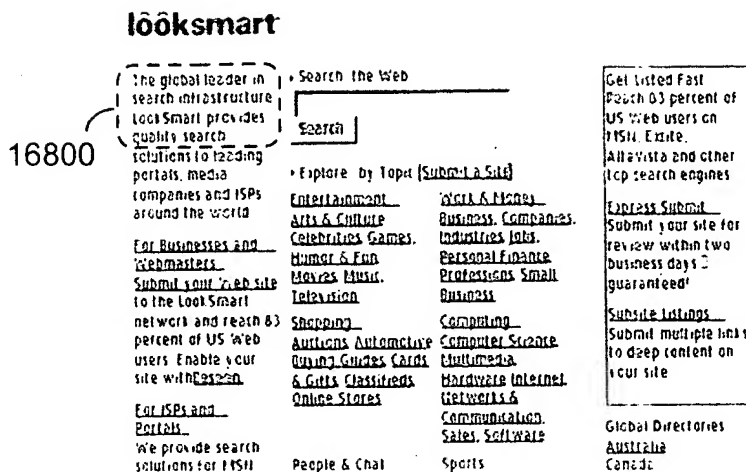 lôôksmart
The global leader in
search infrastructure
LookSmart provides
quality search
solutions to leading
portals, media
companies and ISPs
around the world
16800
For Businesses and
Webmasters
Submit your Web site
to the LookSmart
network and reach 83
percent of US Web
users Enable your
site with
For ISPs and
Portals
We provide search
solutions for MSN
Search the Web
Search
Explore by Topic [Submit a Site]
Entertainment
Arts & Culture
Celebrities, Games,
Humor & Fun
Movies, Music,
Television
Shopping
Auctions, Automotive
Buying Guides, Cards
& Gifts, Classifieds
Online Stores
People & Chat
Work & Money
Business, Companies,
Industries, Jobs,
Personal Finance
Professions, Small
Business
Computing
Computer Science
Multimedia,
Hardware, Internet,
Networks &
Communication,
Sales, Software
Sports
Get Listed Fast
Reach 83 percent of
US Web users on
MSN, Excite,
AltaVista and other
top search engines
Express Submit
Submit your site for
review within two
business days
guaranteed!
Subsite Listings
Submit multiple links
to deep content on
your site
Global Directories
Australia
Canada